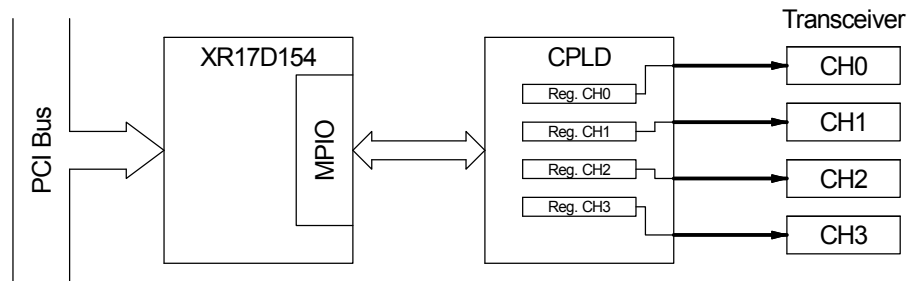 Transceiver
PCI Bus
XR17D154
MPIO
CPLD
Reg. CH0
Reg. CH1
Reg. CH2
Reg. CH3
CH0
CH1
CH2
CH3